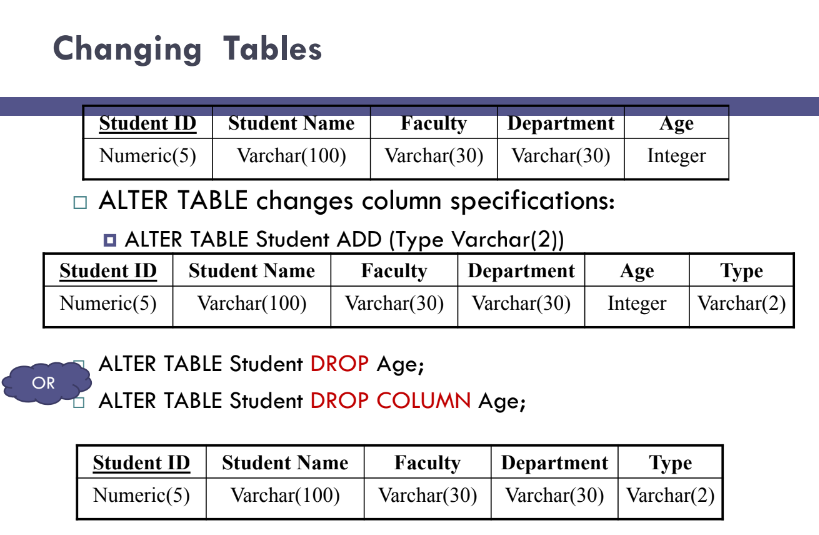 Changing Tables
Student ID Student Name Faculty Department Age
Numeric(5) Varchar(100) Varchar(30) Varchar(30) Integer
ALTER TABLE changes column specifications:
ALTER TABLE Student ADD (Type Varchar(2))
Student ID Student Name Faculty Department Age Type
Numeric(5) Varchar(100) Varchar(30) Varchar(30) Integer Varchar(2)
ALTER TABLE Student DROP Age;
OR
ALTER TABLE Student DROP COLUMN Age;
Student ID Student Name Faculty Department Type
Numeric(5) Varchar(100) Varchar(30) Varchar(30) Varchar(2)